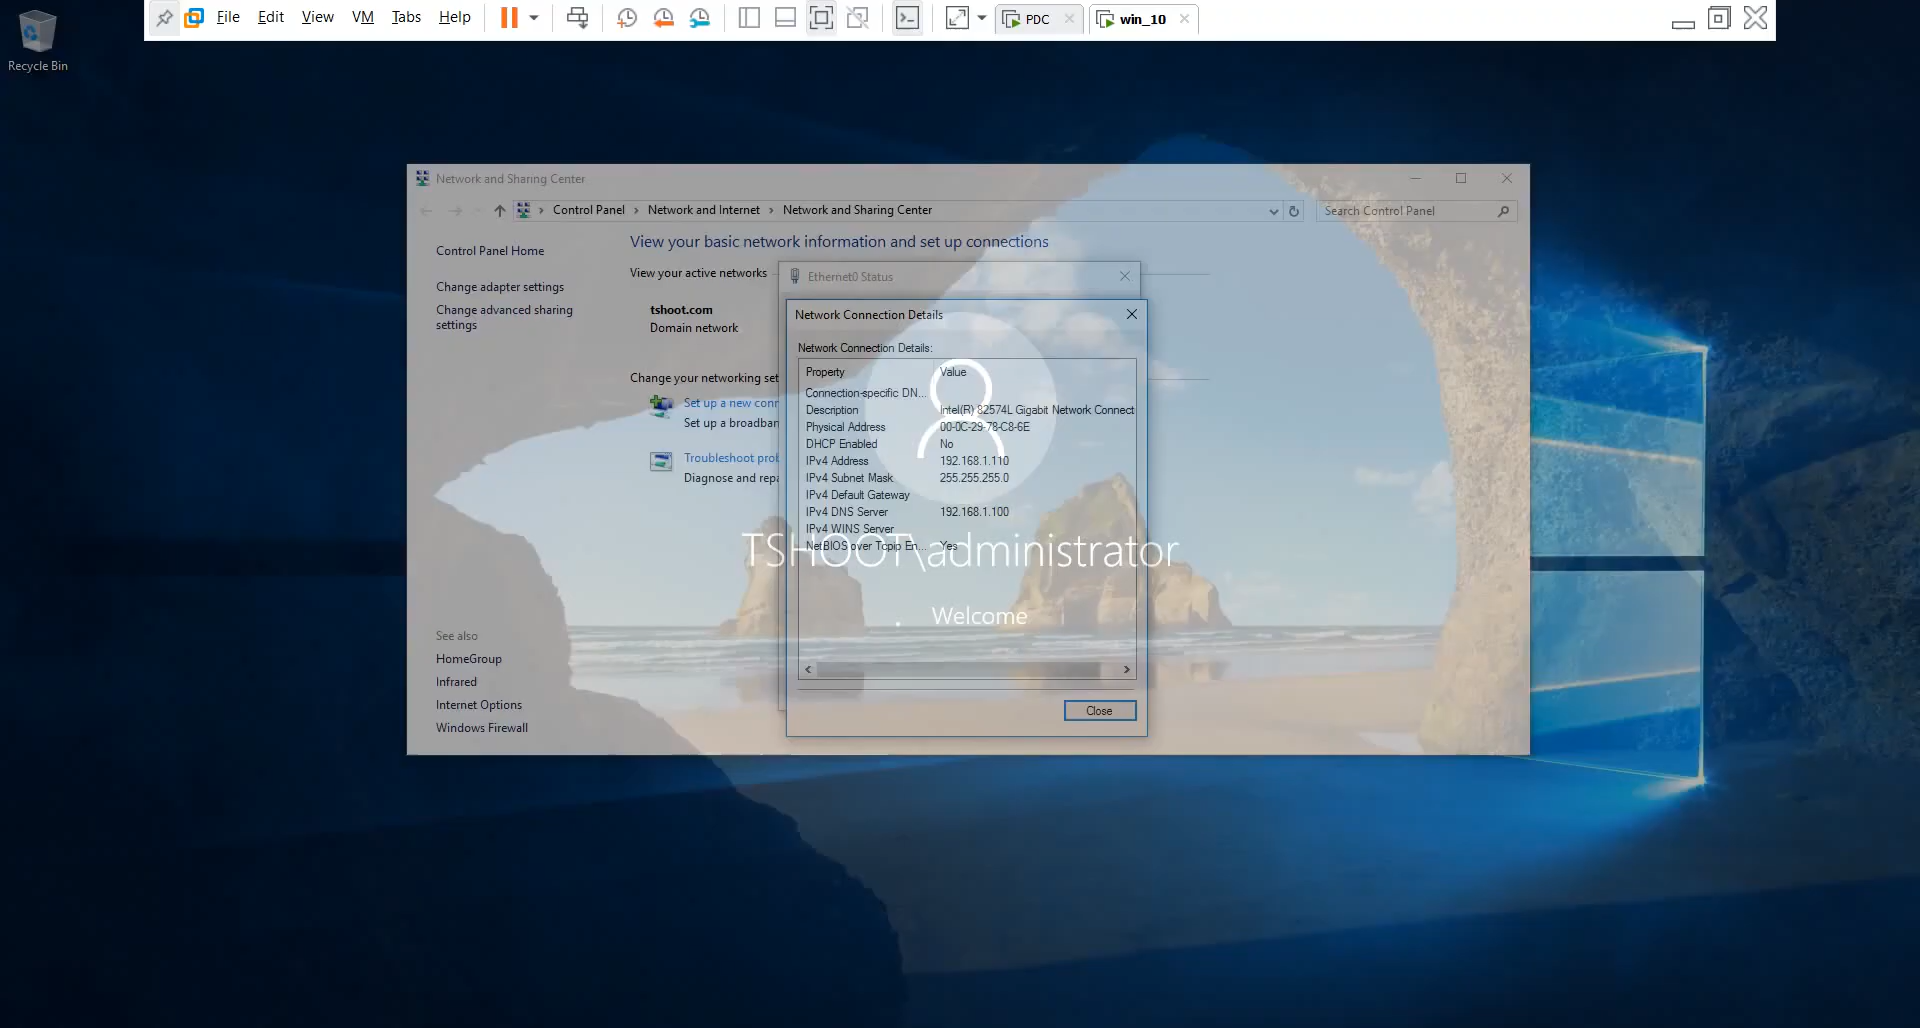 File Edit View VM Tabs Help
PDC
win_10
Recycle Bin
Network and Sharing Center
Control Panel > Network and Internet > Network and Sharing Center
Search Control Panel
Control Panel Home
Change adapter settings
Change advanced sharing
settings
See also
HomeGroup
Infrared
Internet Options
Windows Firewall
View your basic network information and set up connections
View your active networks
tshoot.com
Domain network
Change your networking set
Set up a new conn
Set up a broadban
Troubleshoot prob
Diagnose and repa
Ethernet0 Status
Network Connection Details
Network Connection Details:
Property Value
Connection-specific DN...
Description Intel(R) 82574L Gigabit Network Connect
Physical Address 00-0C-29-78-C8-6E
DHCP Enabled No
IPv4 Address 192.168.1.110
IPv4 Subnet Mask 255.255.255.0
IPv4 Default Gateway
IPv4 DNS Server 192.168.1.100
IPv4 WINS Server
NetBIOS over Tcpip En... Yes
TSHOOT\administrator
Welcome
Close